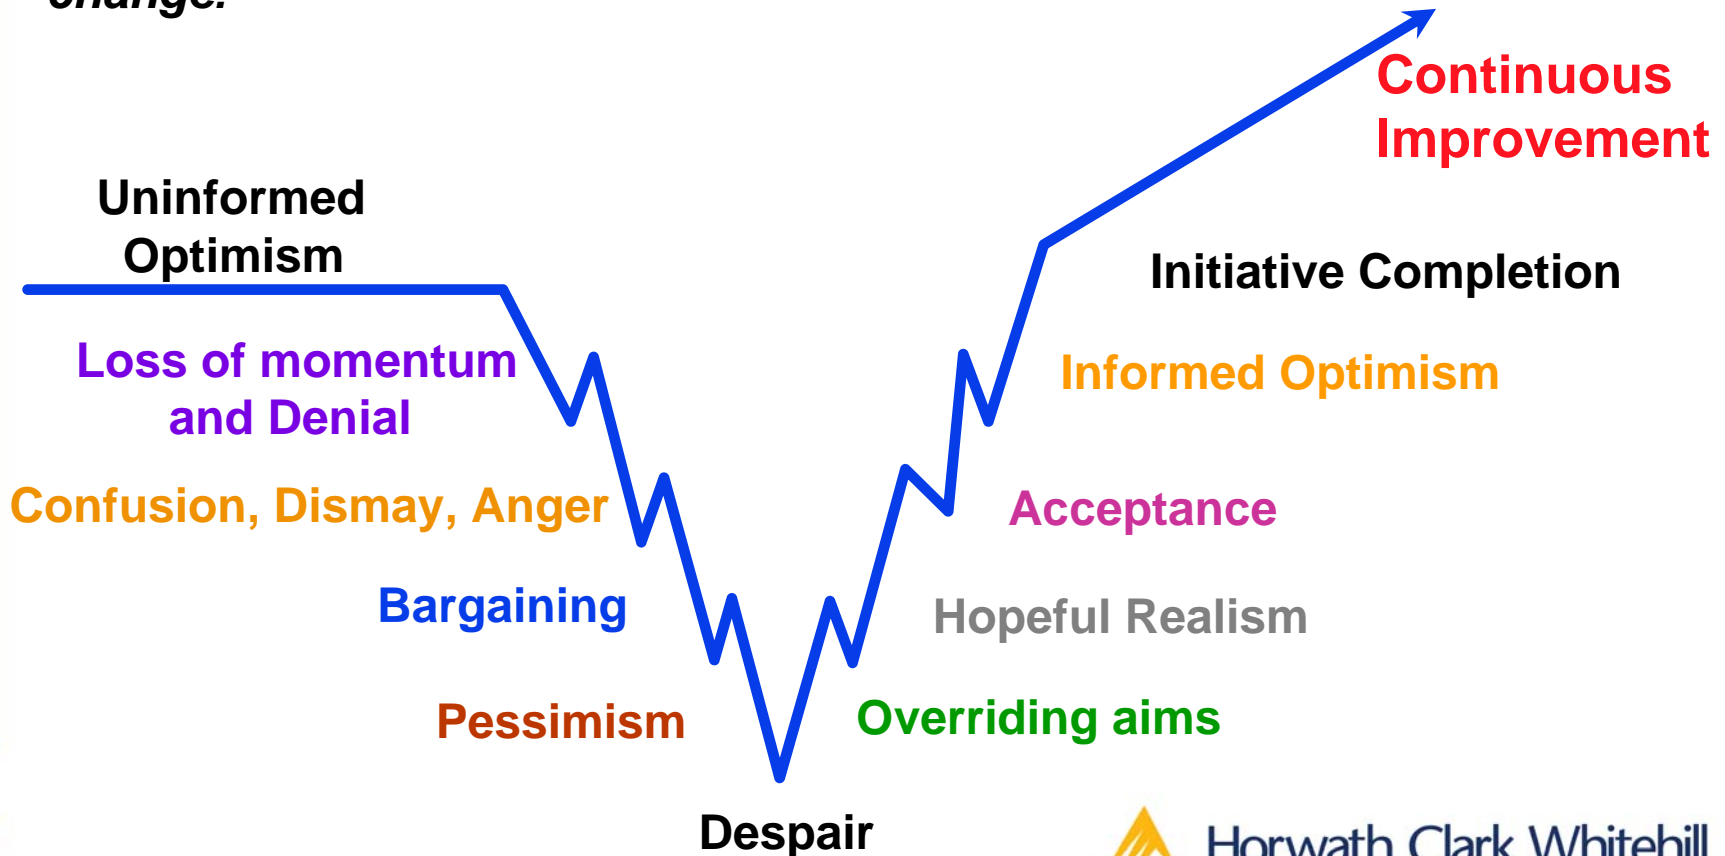 change.
Continuous
Improvement
Uninformed
Optimism
Initiative Completion
Loss of momentum
and Denial
Informed Optimism
Confusion, Dismay, Anger
Acceptance
Bargaining
Hopeful Realism
Pessimism
Overriding aims
Despair
Horwath Clark Whitehill